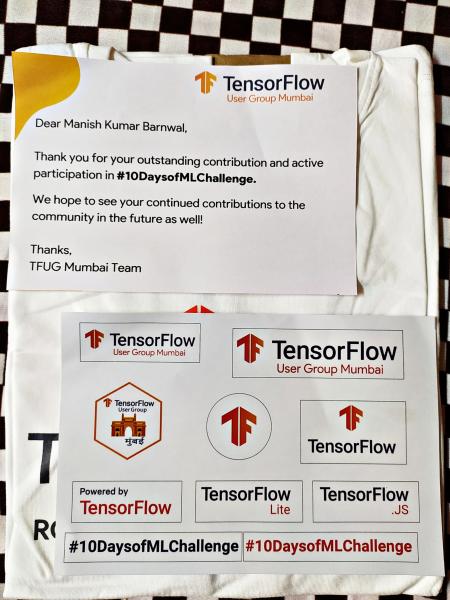 TensorFlow
User Group Mumbai
Dear Manish Kumar Barnwal,
Thank you for your outstanding contribution and active
participation in #10DaysofMLChallenge.
We hope to see your continued contributions to the
community in the future as well!
Thanks,
TFUG Mumbai Team
TensorFlow
User Group Mumbai
TensorFlow
User Group Mumbai
TensorFlow
User Group
मुंबई
TensorFlow
Powered by
TensorFlow
TensorFlow
Lite
TensorFlow
.JS
#10DaysofMLChallenge
#10DaysofMLChallenge